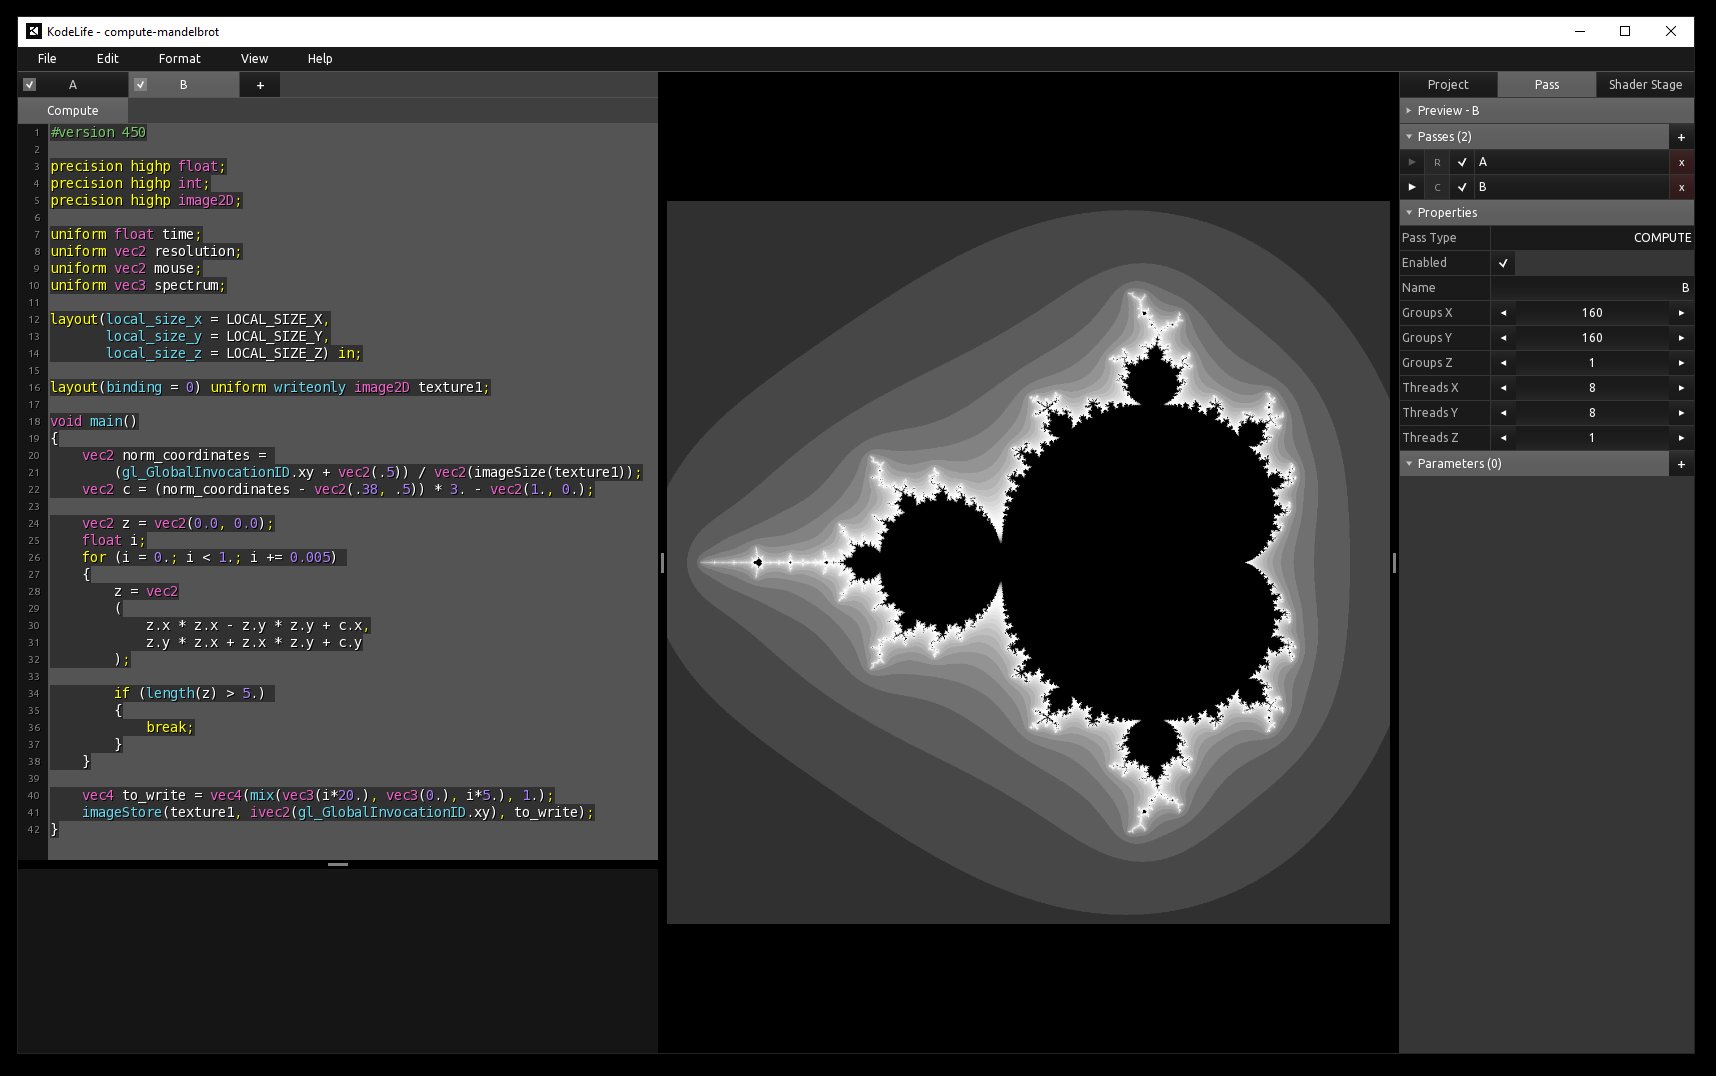 KodeLife - compute-mandelbrot
File Edit Format View Help
A B +
Compute
1 #version 450
2
3 precision highp float;
4 precision highp int;
5 precision highp image2D;
6
7 uniform float time;
8 uniform vec2 resolution;
9 uniform vec2 mouse;
10 uniform vec3 spectrum;
11
12 layout(local_size_x = LOCAL_SIZE_X,
13        local_size_y = LOCAL_SIZE_Y,
14        local_size_z = LOCAL_SIZE_Z) in;
15
16 layout(binding = 0) uniform writeonly image2D texture1;
17
18 void main()
19 {
20     vec2 norm_coordinates =
21         (gl_GlobalInvocationID.xy + vec2(.5)) / vec2(imageSize(texture1));
22     vec2 c = (norm_coordinates - vec2(.38, .5)) * 3. - vec2(1., 0.);
23
24     vec2 z = vec2(0.0, 0.0);
25     float i;
26     for (i = 0.; i < 1.; i += 0.005)
27     {
28         z = vec2
29         (
30             z.x * z.x - z.y * z.y + c.x,
31             z.y * z.x + z.x * z.y + c.y
32         );
33
34         if (length(z) > 5.)
35         {
36             break;
37         }
38     }
39
40     vec4 to_write = vec4(mix(vec3(i*20.), vec3(0.), i*5.), 1.);
41     imageStore(texture1, ivec2(gl_GlobalInvocationID.xy), to_write);
42 }
Project Pass Shader Stage
Preview - B
Passes (2) +
R A x
C B x
Properties
Pass Type COMPUTE
Enabled
Name B
Groups X 160
Groups Y 160
Groups Z 1
Threads X 8
Threads Y 8
Threads Z 1
Parameters (0) +